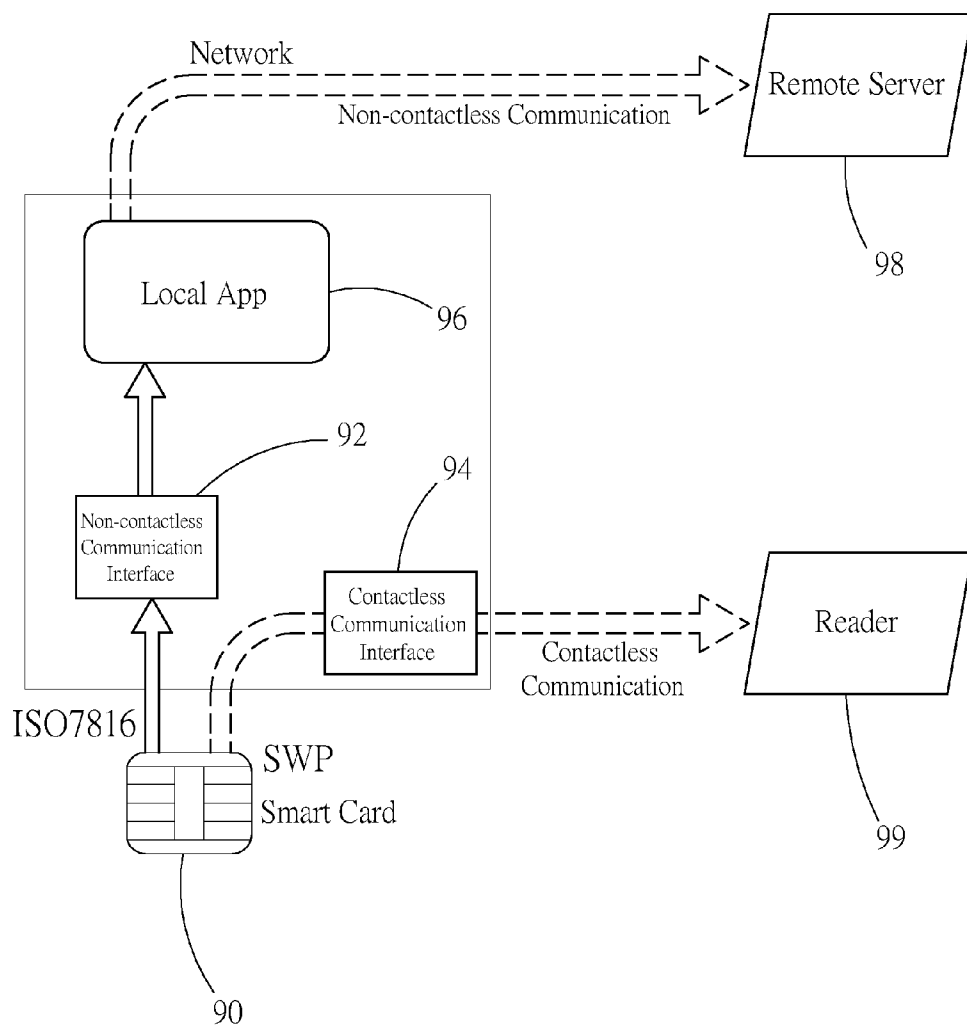 Network
Non-contactless Communication
Remote Server
98
Local App
96
92
94
Non-contactless
Communication
Interface
Contactless
Communication
Interface
Contactless
Communication
Reader
ISO7816
SWP
Smart Card
99
90